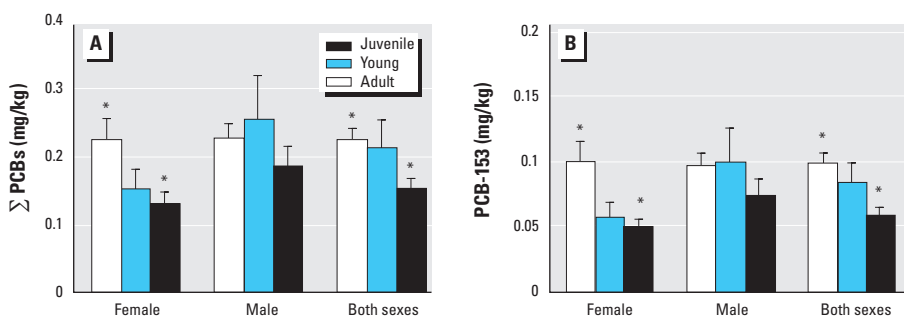 A
0.4
0.3
0.2
0.1
0
∑ PCBs (mg/kg)
Juvenile
Young
Adult
*
*
*
*
Female
Male
Both sexes
B
0.2
0.15
0.1
0.05
0
PCB-153 (mg/kg)
*
*
*
*
Female
Male
Both sexes